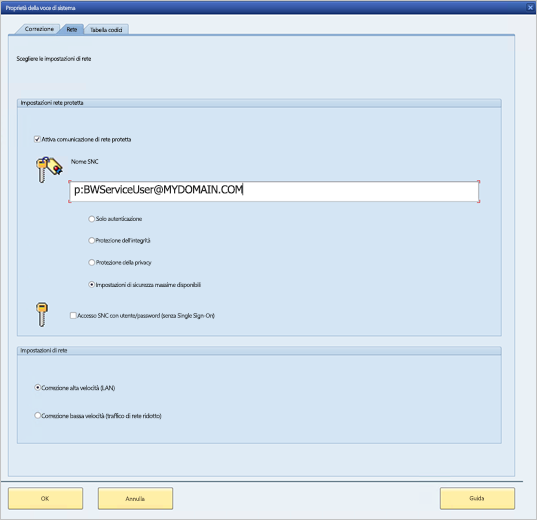 Proprietà della voce di sistema
Correzione Rete Tabella codici
Scegliere le impostazioni di rete
Impostazioni rete protetta
Attiva comunicazione di rete protetta
Nome SNC
p:BWServiceUser@MYDOMAIN.COM
Solo autenticazione
Protezione dell'integrità
Protezione della privacy
Impostazioni di sicurezza massime disponibili
Accesso SNC con utente/password (senza Single Sign-On)
Impostazioni di rete
Correzione alta velocità (LAN)
Correzione bassa velocità (traffico di rete ridotto)
OK Annulla Guida